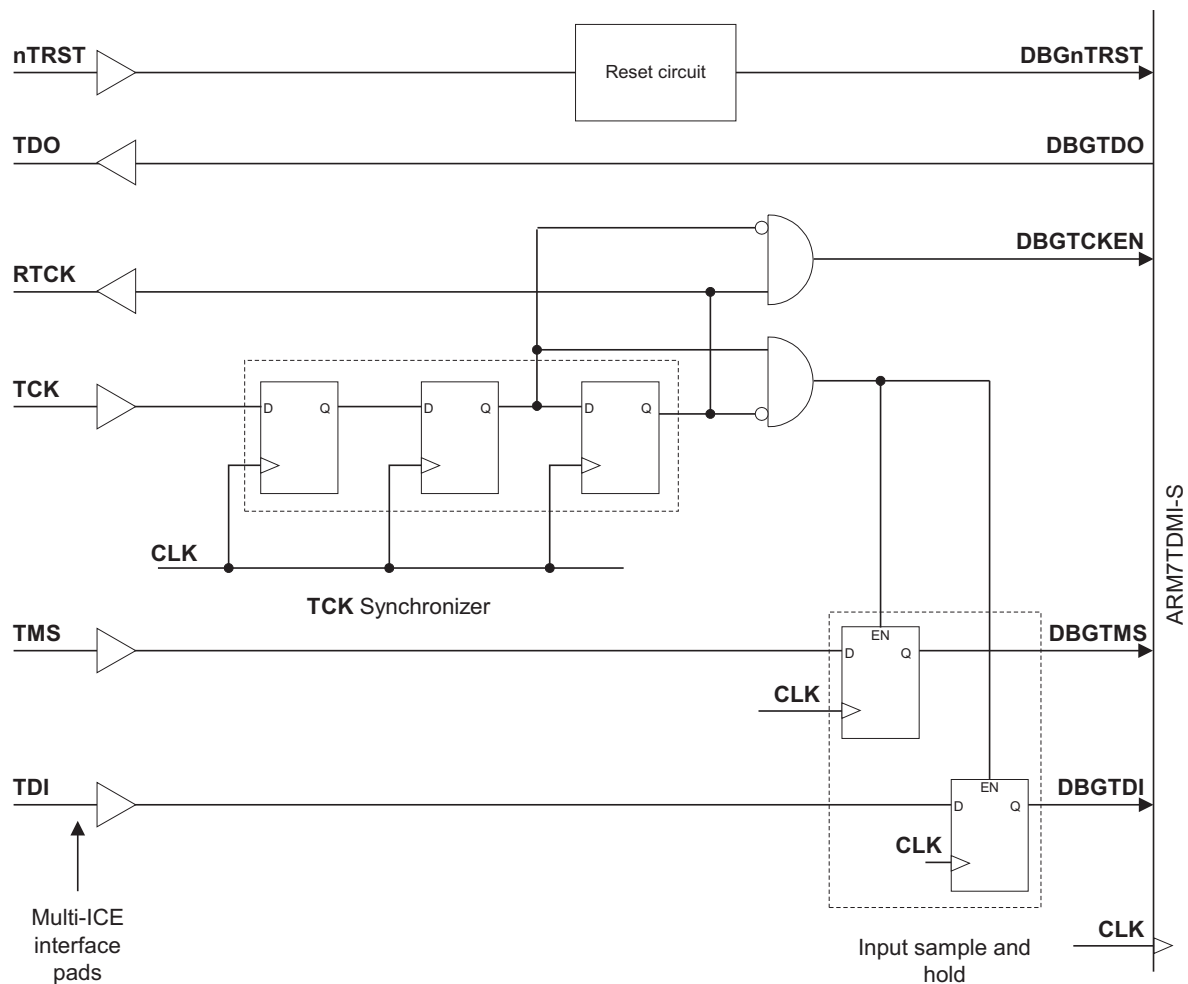 nTRST
Reset circuit
DBGnTRST
TDO
DBGTDO
DBGTCKEN
RTCK
TCK
D Q
D Q
D Q
CLK
TCK Synchronizer
ARM7TDMI-S
TMS
EN
D Q
DBGTMS
CLK
TDI
EN
D Q
DBGTDI
CLK
Multi-ICE
interface
pads
Input sample and
hold
CLK